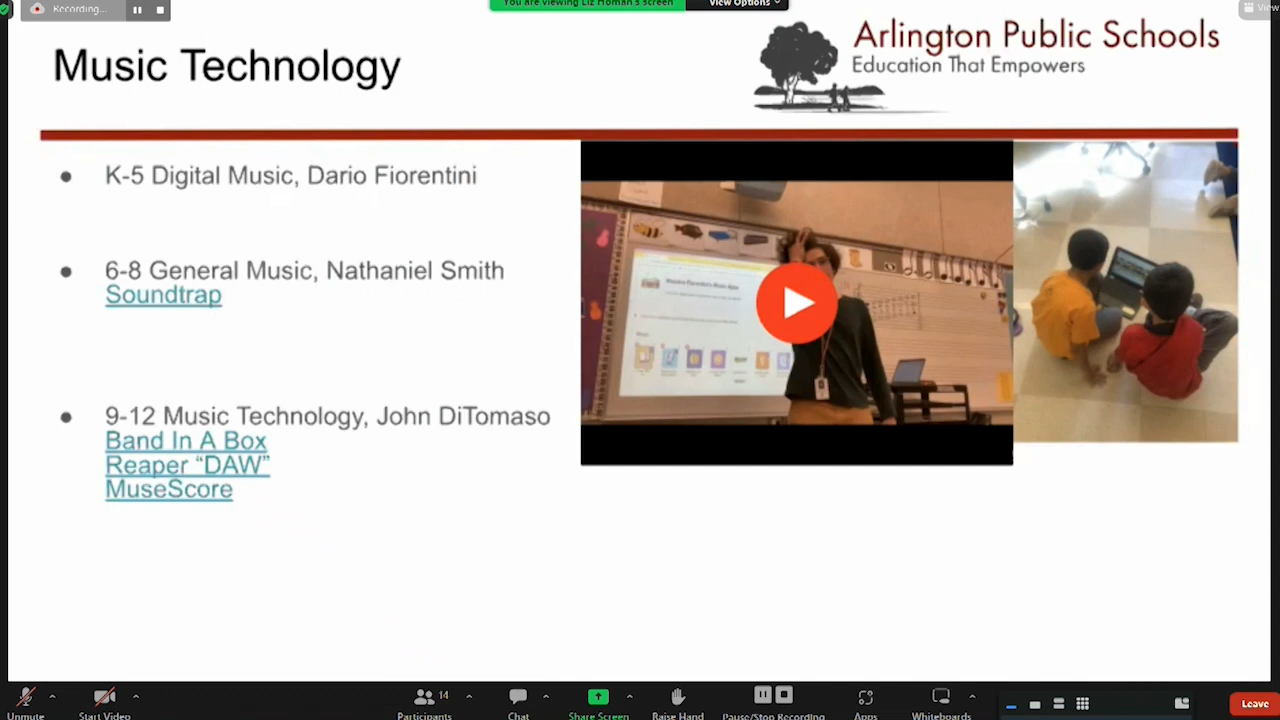 Recording...
You are viewing Liz Homan's screen
View Options
View
Music Technology
Arlington Public Schools
Education That Empowers
K-5 Digital Music, Dario Fiorentini
6-8 General Music, Nathaniel Smith
Soundtrap
9-12 Music Technology, John DiTomaso
Band In A Box
Reaper “DAW”
MuseScore
Unmute
Start Video
Participants
14
Chat
Share Screen
Raise Hand
Pause/Stop Recording
Apps
Whiteboards
Leave